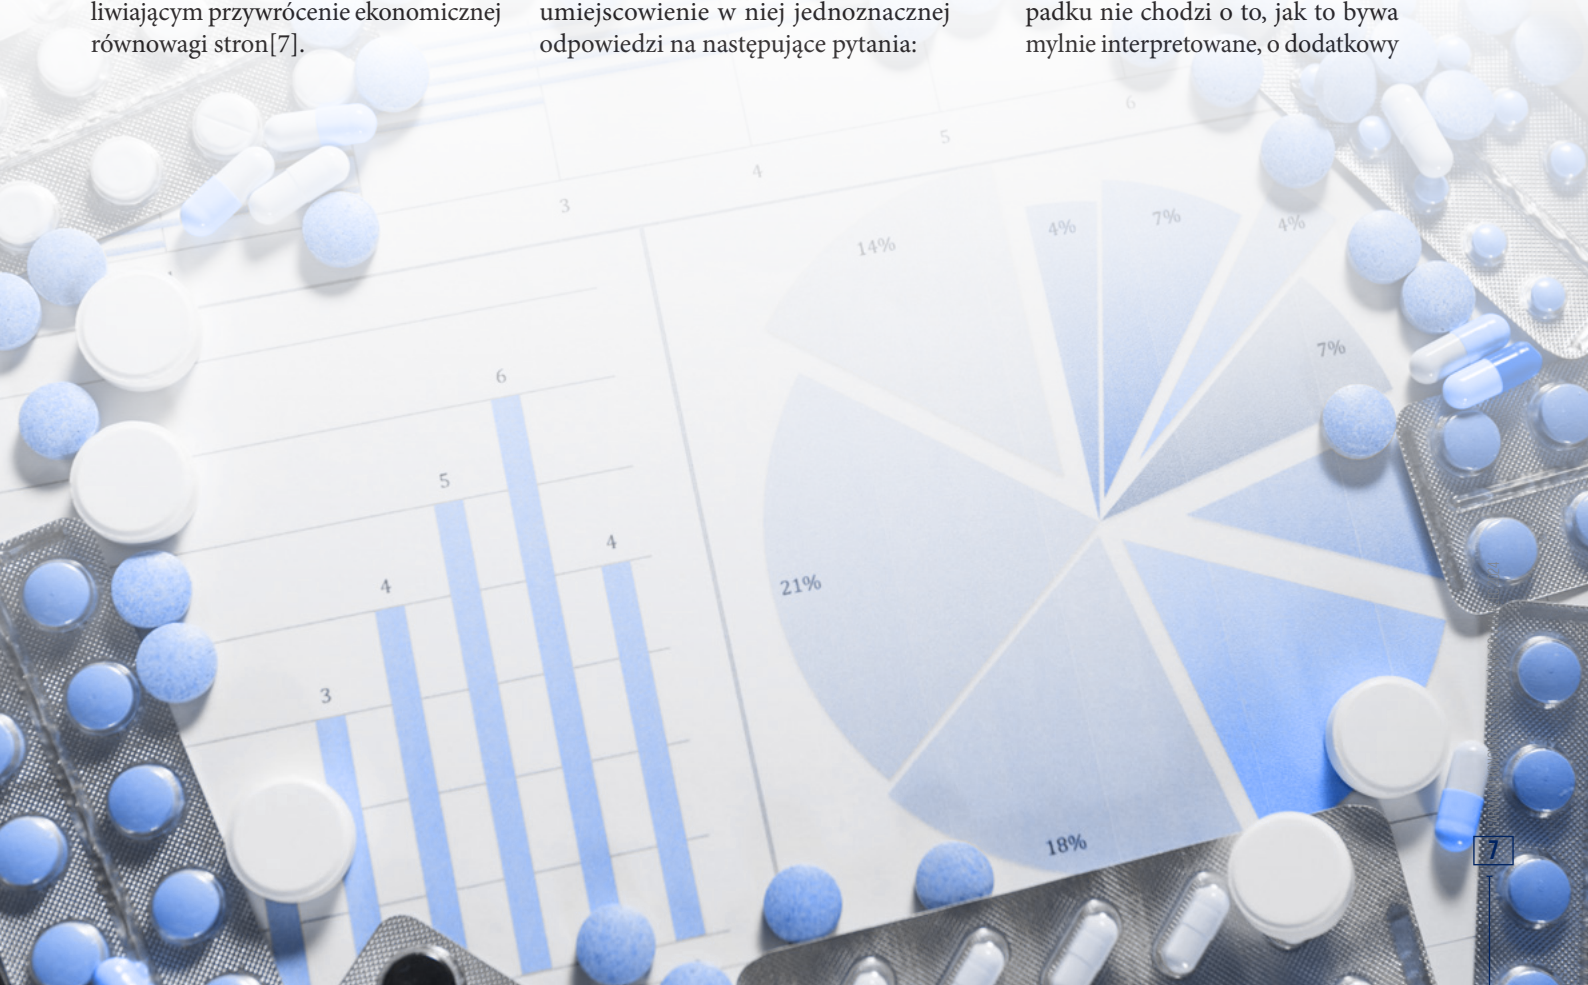 liwiającym przywrócenie ekonomicznej
równowagi stron[7].
umiejscowienie w niej jednoznacznej
odpowiedzi na następujące pytania:
padku nie chodzi o to, jak to bywa
mylnie interpretowane, o dodatkowy
6
5
4
3
14%
4%
7%
4%
7%
6
5
4
4
3
21%
18%
7